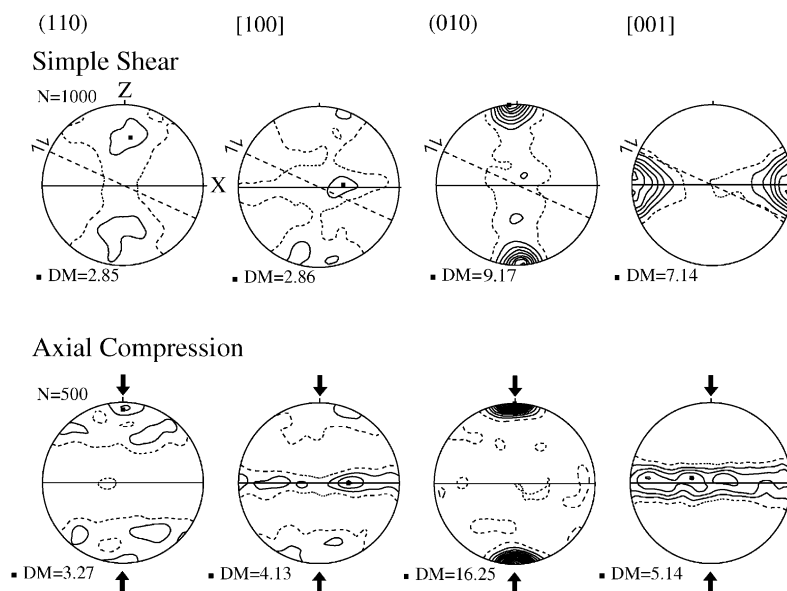 (110) [100] (010) [001]
Simple Shear
N=1000 Z
X
▪ DM=2.85 ▪ DM=2.86 ▪ DM=9.17 ▪ DM=7.14
Axial Compression
N=500
▪ DM=3.27 ▪ DM=4.13 ▪ DM=16.25 ▪ DM=5.14